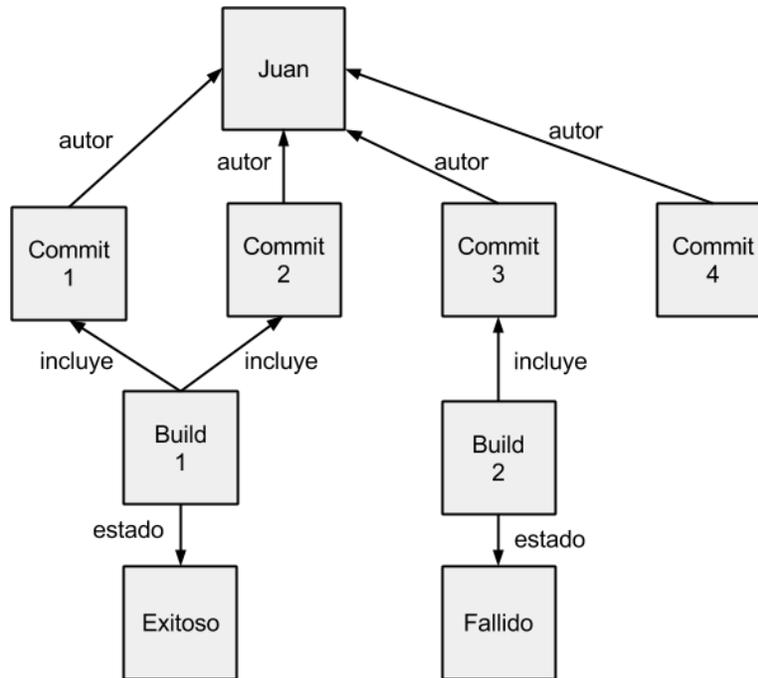 Juan
autor
autor
autor
autor
Commit
1
Commit
2
Commit
3
Commit
4
incluye
incluye
incluye
Build
1
Build
2
estado
estado
Exitoso
Fallido